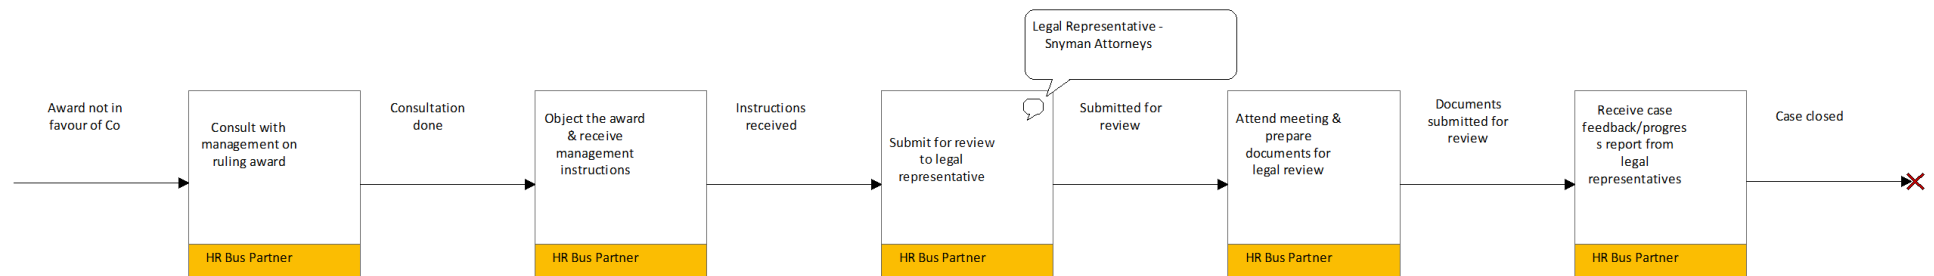 Legal Representative -
Snyman Attorneys
Award not in
favour of Co
Consult with
management on
ruling award
HR Bus Partner
Consultation
done
Object the award
& receive
management
instructions
HR Bus Partner
Instructions
received
Submit for review
to legal
representative
HR Bus Partner
Submitted for
review
Attend meeting &
prepare
documents for
legal review
HR Bus Partner
Documents
submitted for
review
Receive case
feedback/progres
s report from
legal
representatives
HR Bus Partner
Case closed